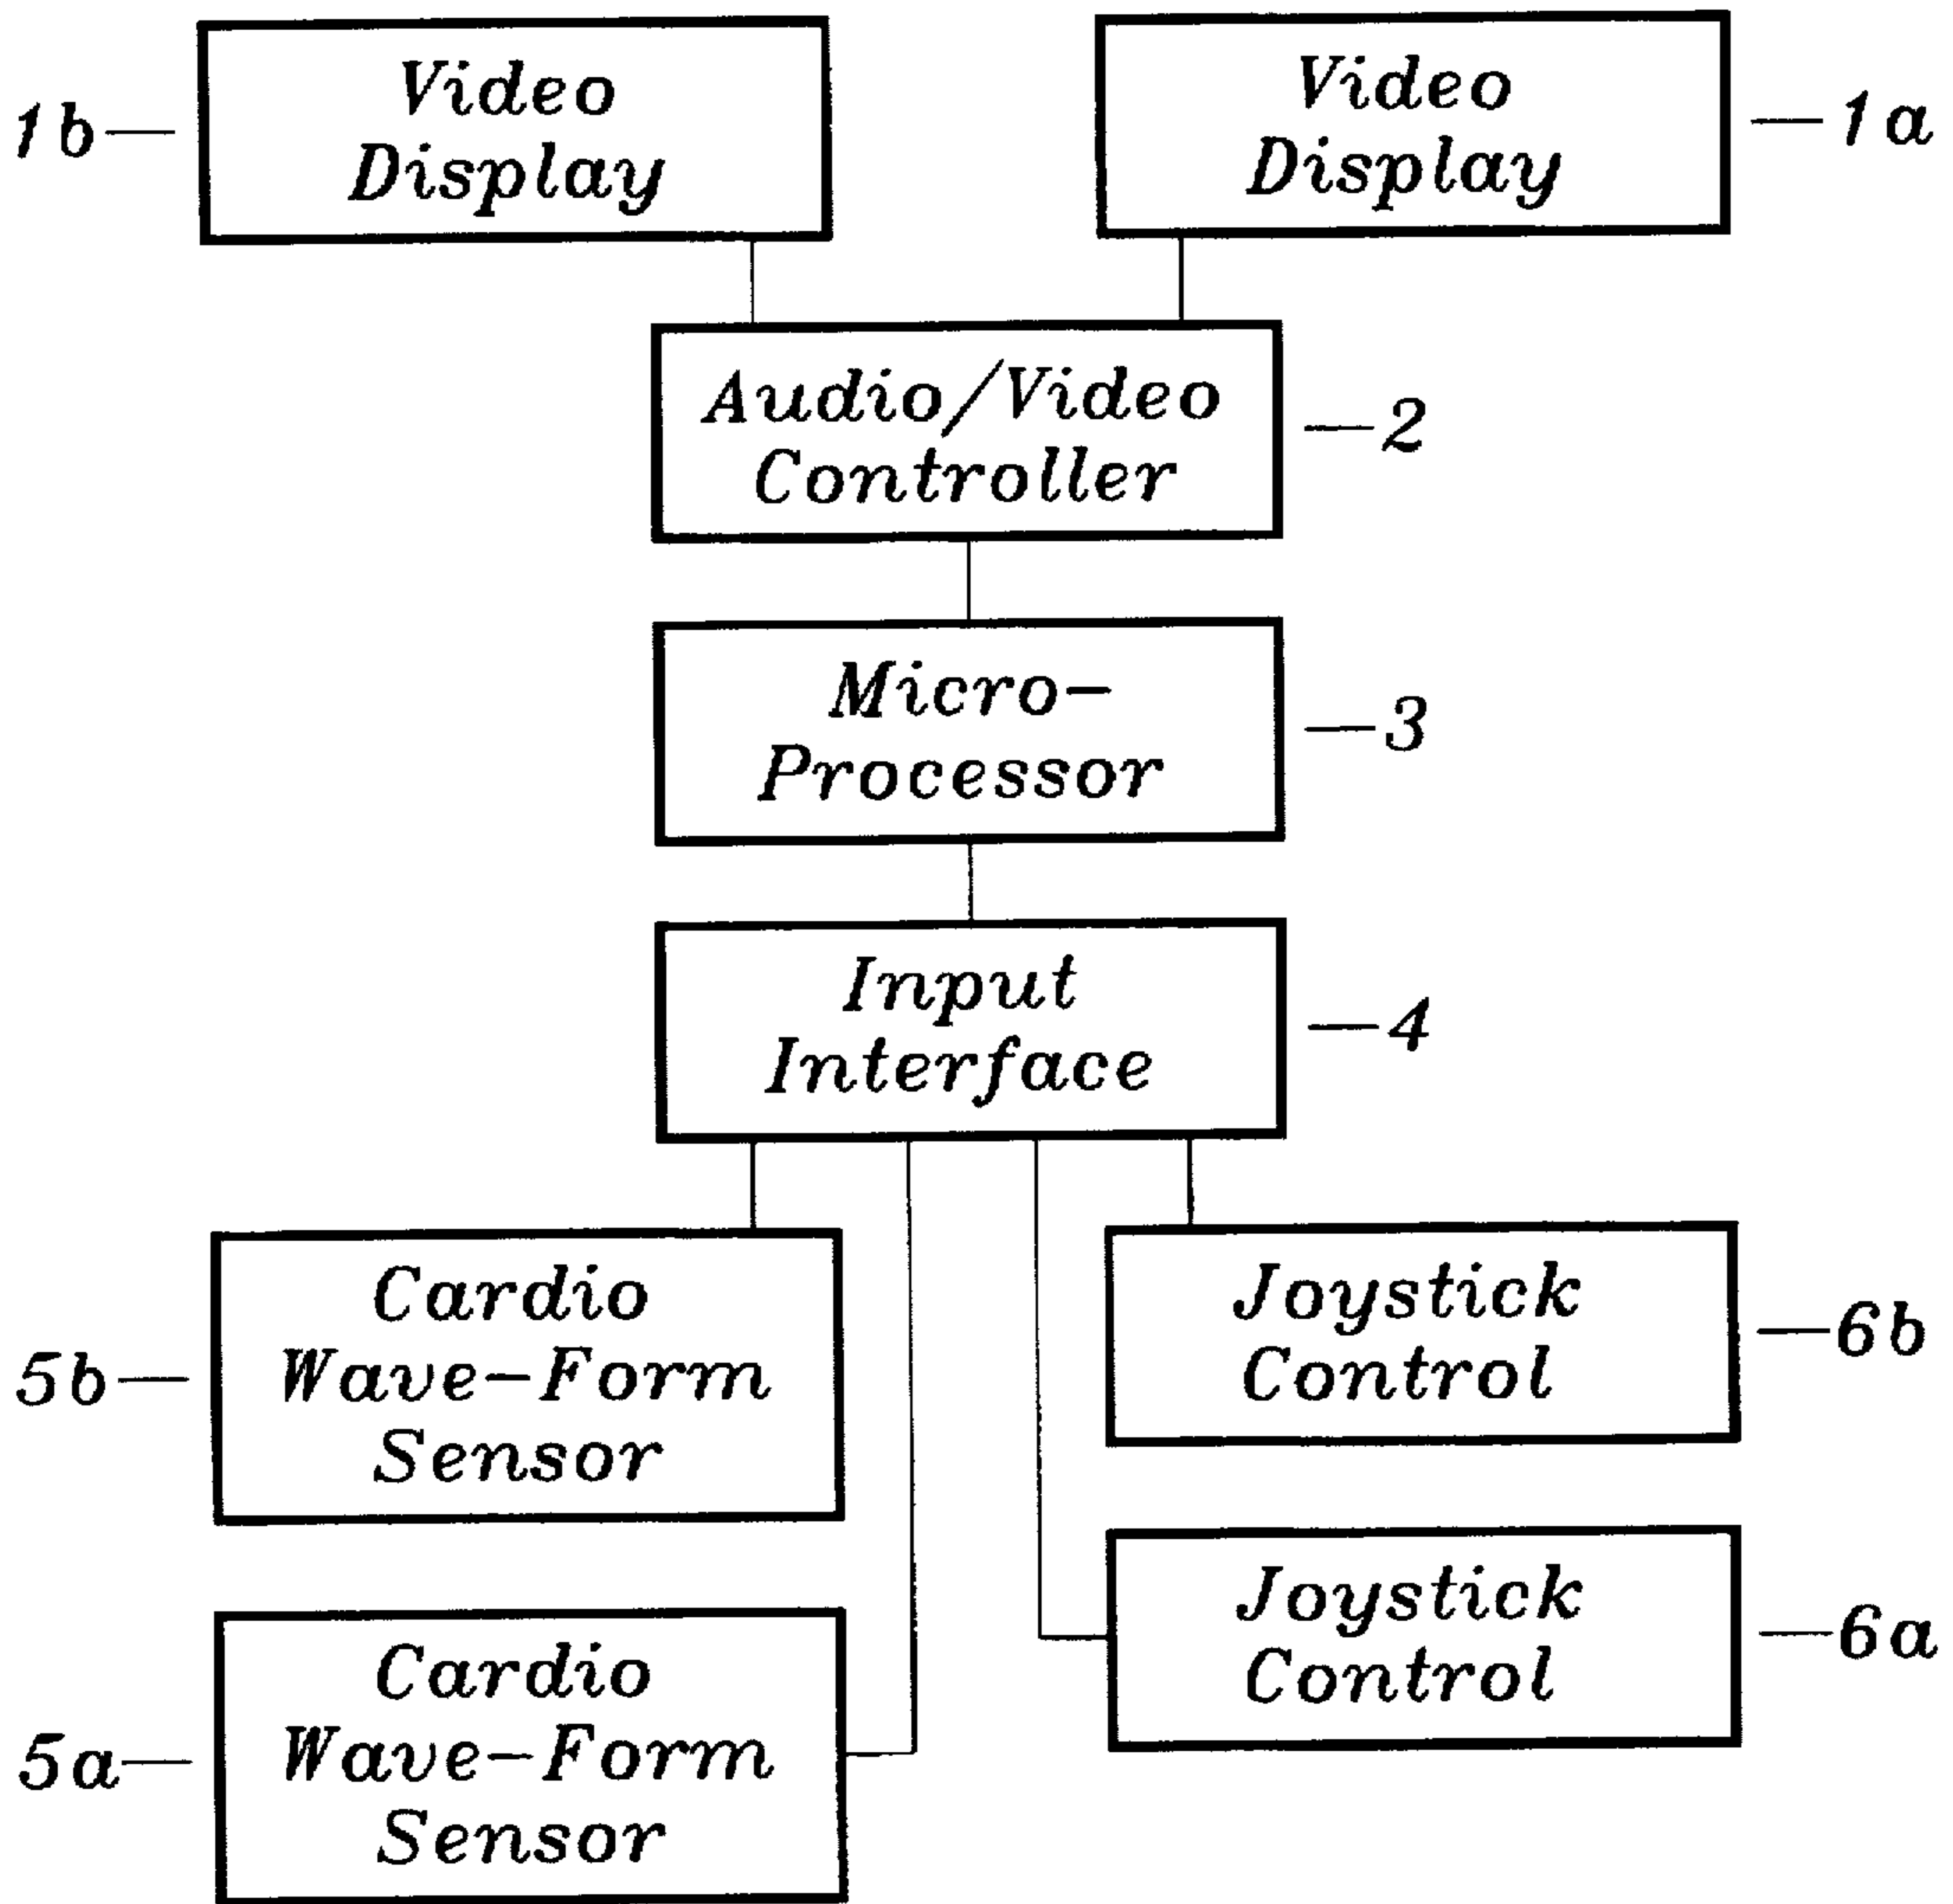 1b
Video
Display
Video
Display
1a
Audio/Video
Controller
2
Micro-
Processor
3
Input
Interface
4
5b
Cardio
Wave-Form
Sensor
Joystick
Control
6b
5a
Cardio
Wave-Form
Sensor
Joystick
Control
6a